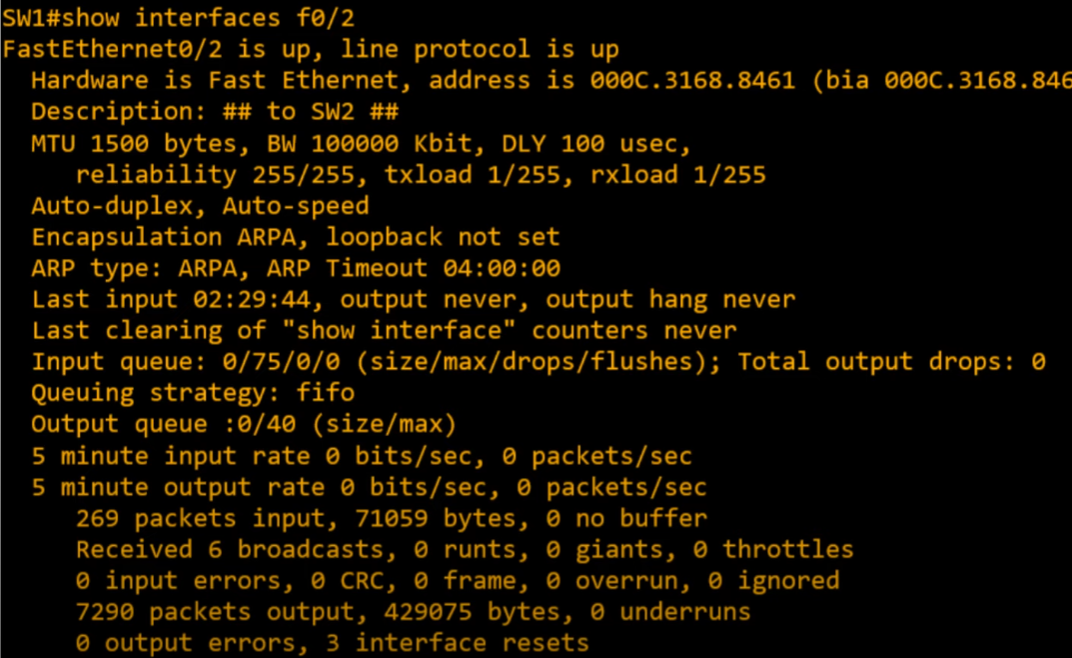 SW1#show interfaces f0/2
FastEthernet0/2 is up, line protocol is up
Hardware is Fast Ethernet, address is 000C.3168.8461 (bia 000C.3168.846
Description: ## to SW2 ##
MTU 1500 bytes, BW 100000 Kbit, DLY 100 usec,
reliability 255/255, txload 1/255, rxload 1/255
Auto-duplex, Auto-speed
Encapsulation ARPA, loopback not set
ARP type: ARPA, ARP Timeout 04:00:00
Last input 02:29:44, output never, output hang never
Last clearing of "show interface" counters never
Input queue: 0/75/0/0 (size/max/drops/flushes); Total output drops: 0
Queuing strategy: fifo
Output queue :0/40 (size/max)
5 minute input rate 0 bits/sec, 0 packets/sec
5 minute output rate 0 bits/sec, 0 packets/sec
269 packets input, 71059 bytes, 0 no buffer
Received 6 broadcasts, 0 runts, 0 giants, 0 throttles
0 input errors, 0 CRC, 0 frame, 0 overrun, 0 ignored
7290 packets output, 429075 bytes, 0 underruns
0 output errors, 3 interface resets